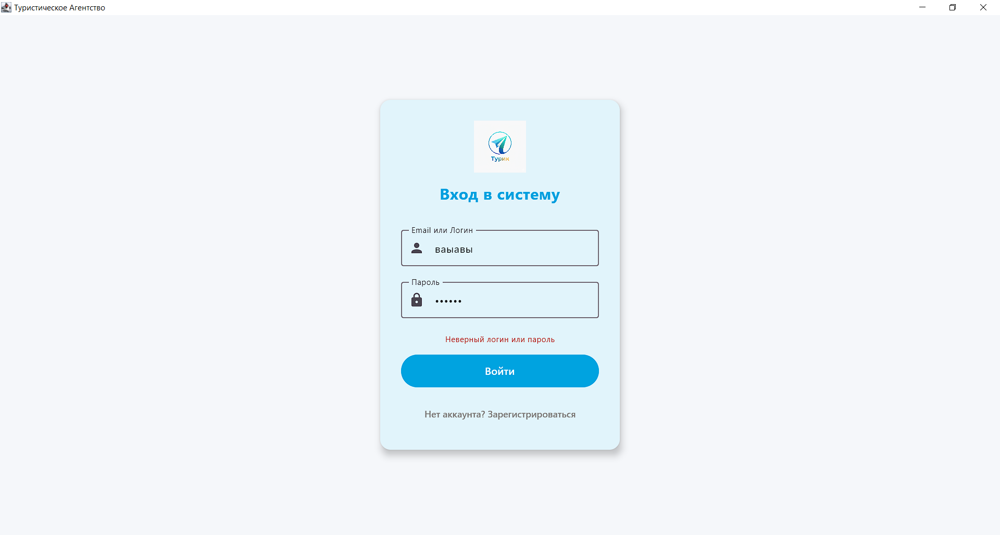 Туристическое Агентство
Турик
Вход в систему
Email или Логин
ваыавы
Пароль
••••••
Неверный логин или пароль
Войти
Нет аккаунта? Зарегистрироваться